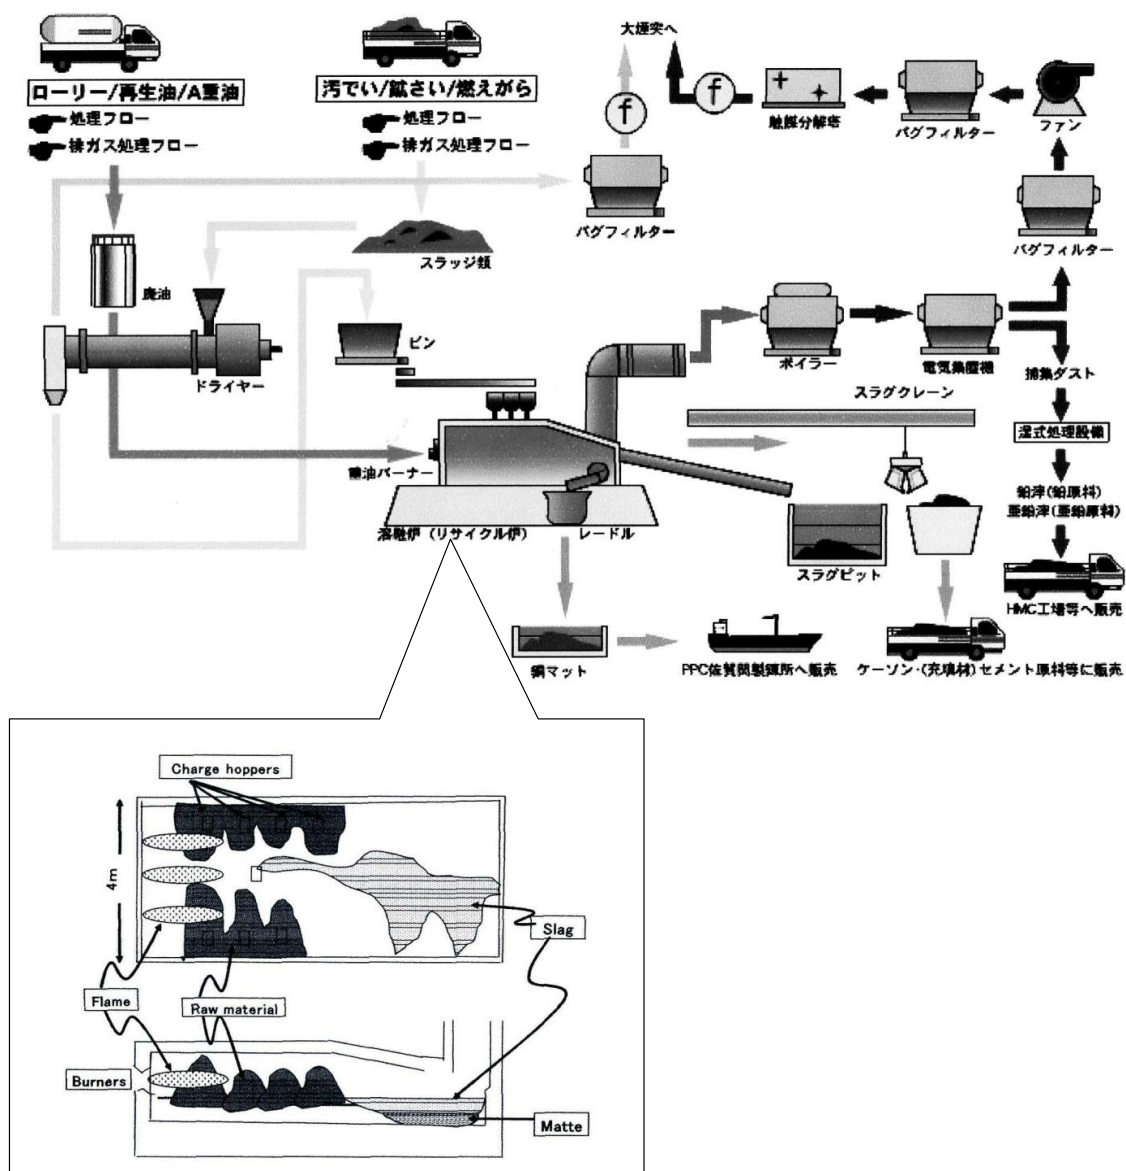 大煙突へ
ローリー/再生油/A重油
処理フロー
排ガス処理フロー
汚でい/鉱さい/燃えがら
処理フロー
排ガス処理フロー
f
f
触媒分解塔
バグフィルター
ファン
バグフィルター
バグフィルター
スラッジ類
廃油
ドライヤー
ビン
ボイラー
電気集塵機
捕集ダスト
スラグクレーン
湿式処理設備
重油バーナー
鉛滓(鉛原料)
亜鉛滓(亜鉛原料)
溶融炉 (リサイクル炉)
レードル
スラグピット
HMC工場等へ販売
銅マット
PPC佐賀関製錬所へ販売
ケーソン・(充填材)セメント原料等に販売
Charge hoppers
4m
Slag
Flame
Raw material
Burners
Matte